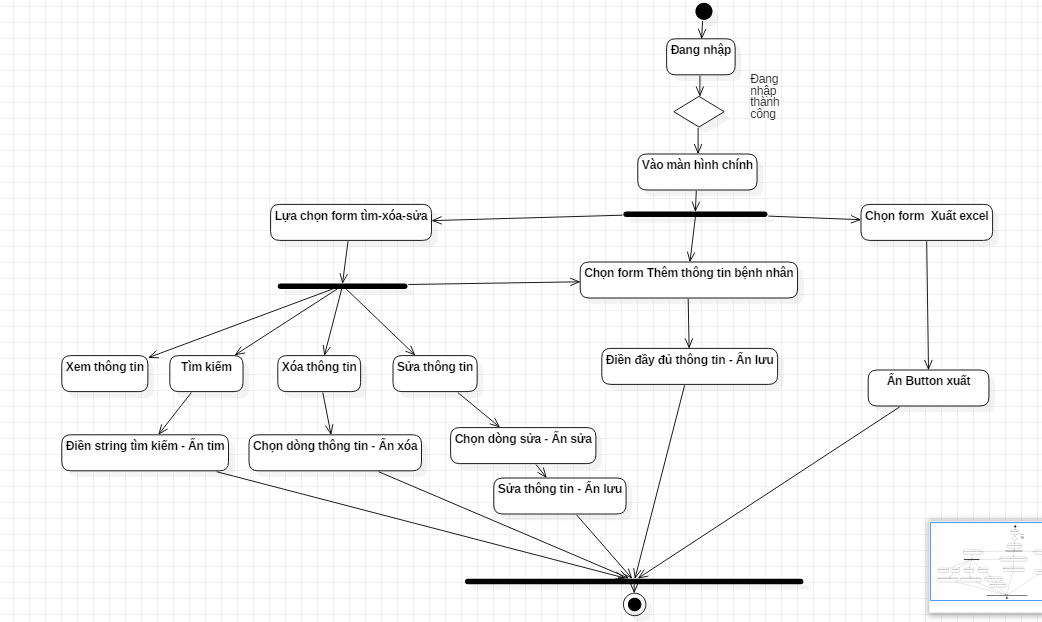 Đang nhập
Đang
nhập
thành
công
Vào màn hình chính
Lựa chọn form tìm-xóa-sửa
Chọn form Xuất excel
Chọn form Thêm thông tin bệnh nhân
Xem thông tin
Tìm kiếm
Xóa thông tin
Sửa thông tin
Điền đầy đủ thông tin - Ấn lưu
Ấn Button xuất
Điền string tìm kiếm - Ấn tim
Chọn dòng thông tin - Ấn xóa
Chọn dòng sửa - Ấn sửa
Sửa thông tin - Ấn lưu